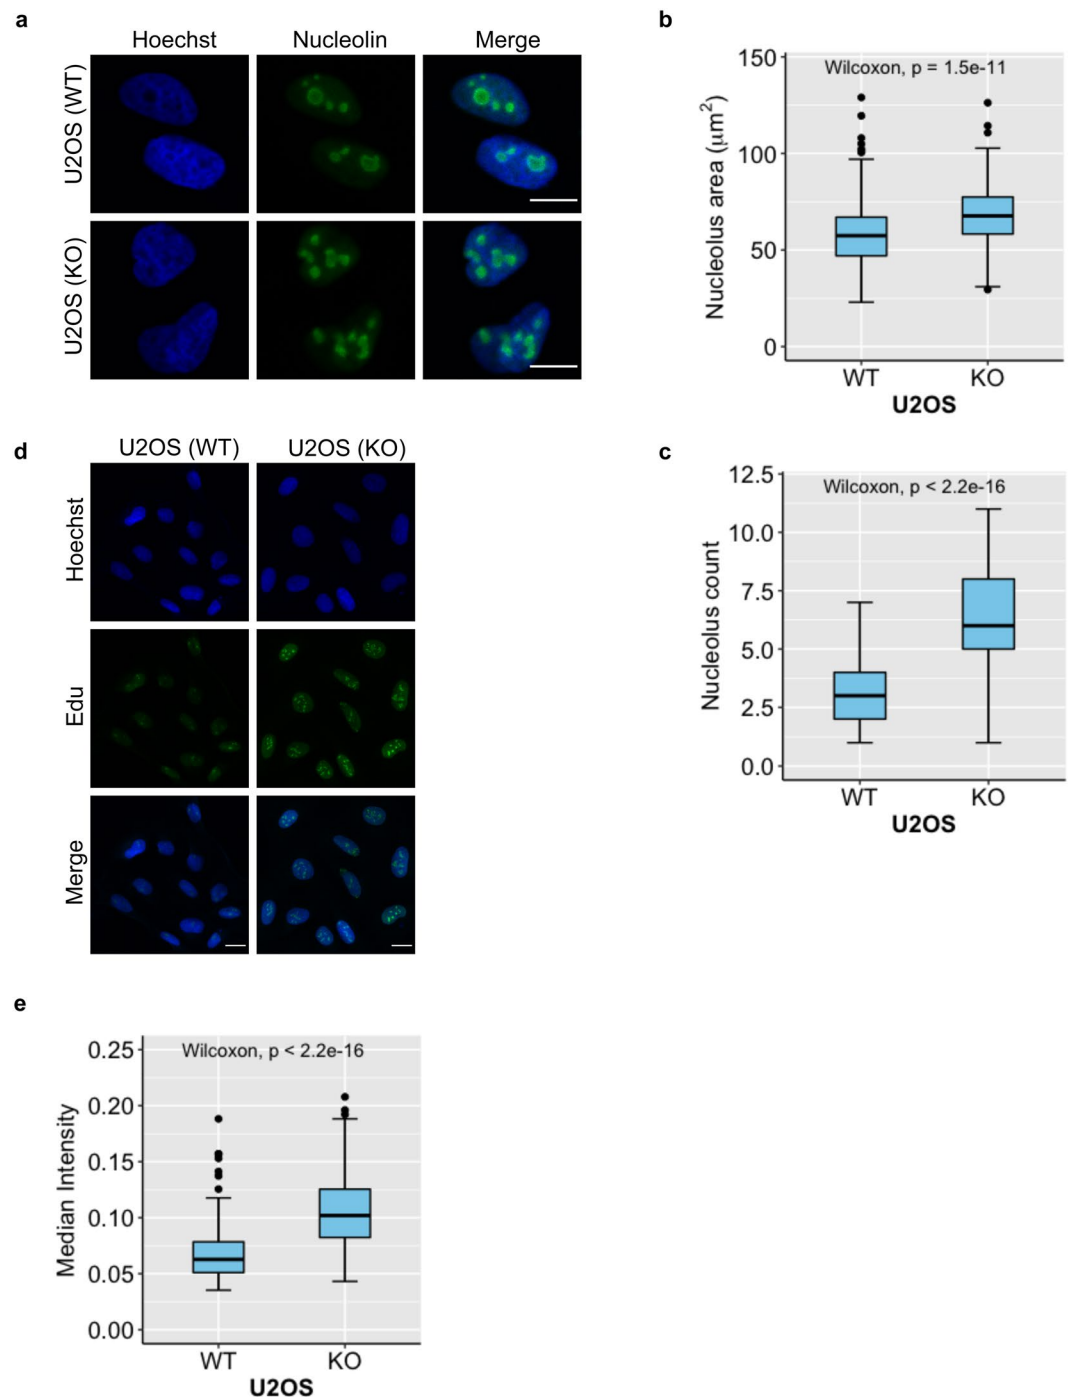 a
Hoechst Nucleolin Merge
U2OS (WT)
U2OS (KO)
b
Wilcoxon, p = 1.5e-11
Nucleolus area (μm²)
150
100
50
0
WT KO
U2OS
d
U2OS (WT) U2OS (KO)
Hoechst
Edu
Merge
c
Wilcoxon, p < 2.2e-16
Nucleolus count
12.5
10.0
7.5
5.0
2.5
0.0
WT KO
U2OS
e
Wilcoxon, p < 2.2e-16
Median Intensity
0.25
0.20
0.15
0.10
0.05
0.00
WT KO
U2OS